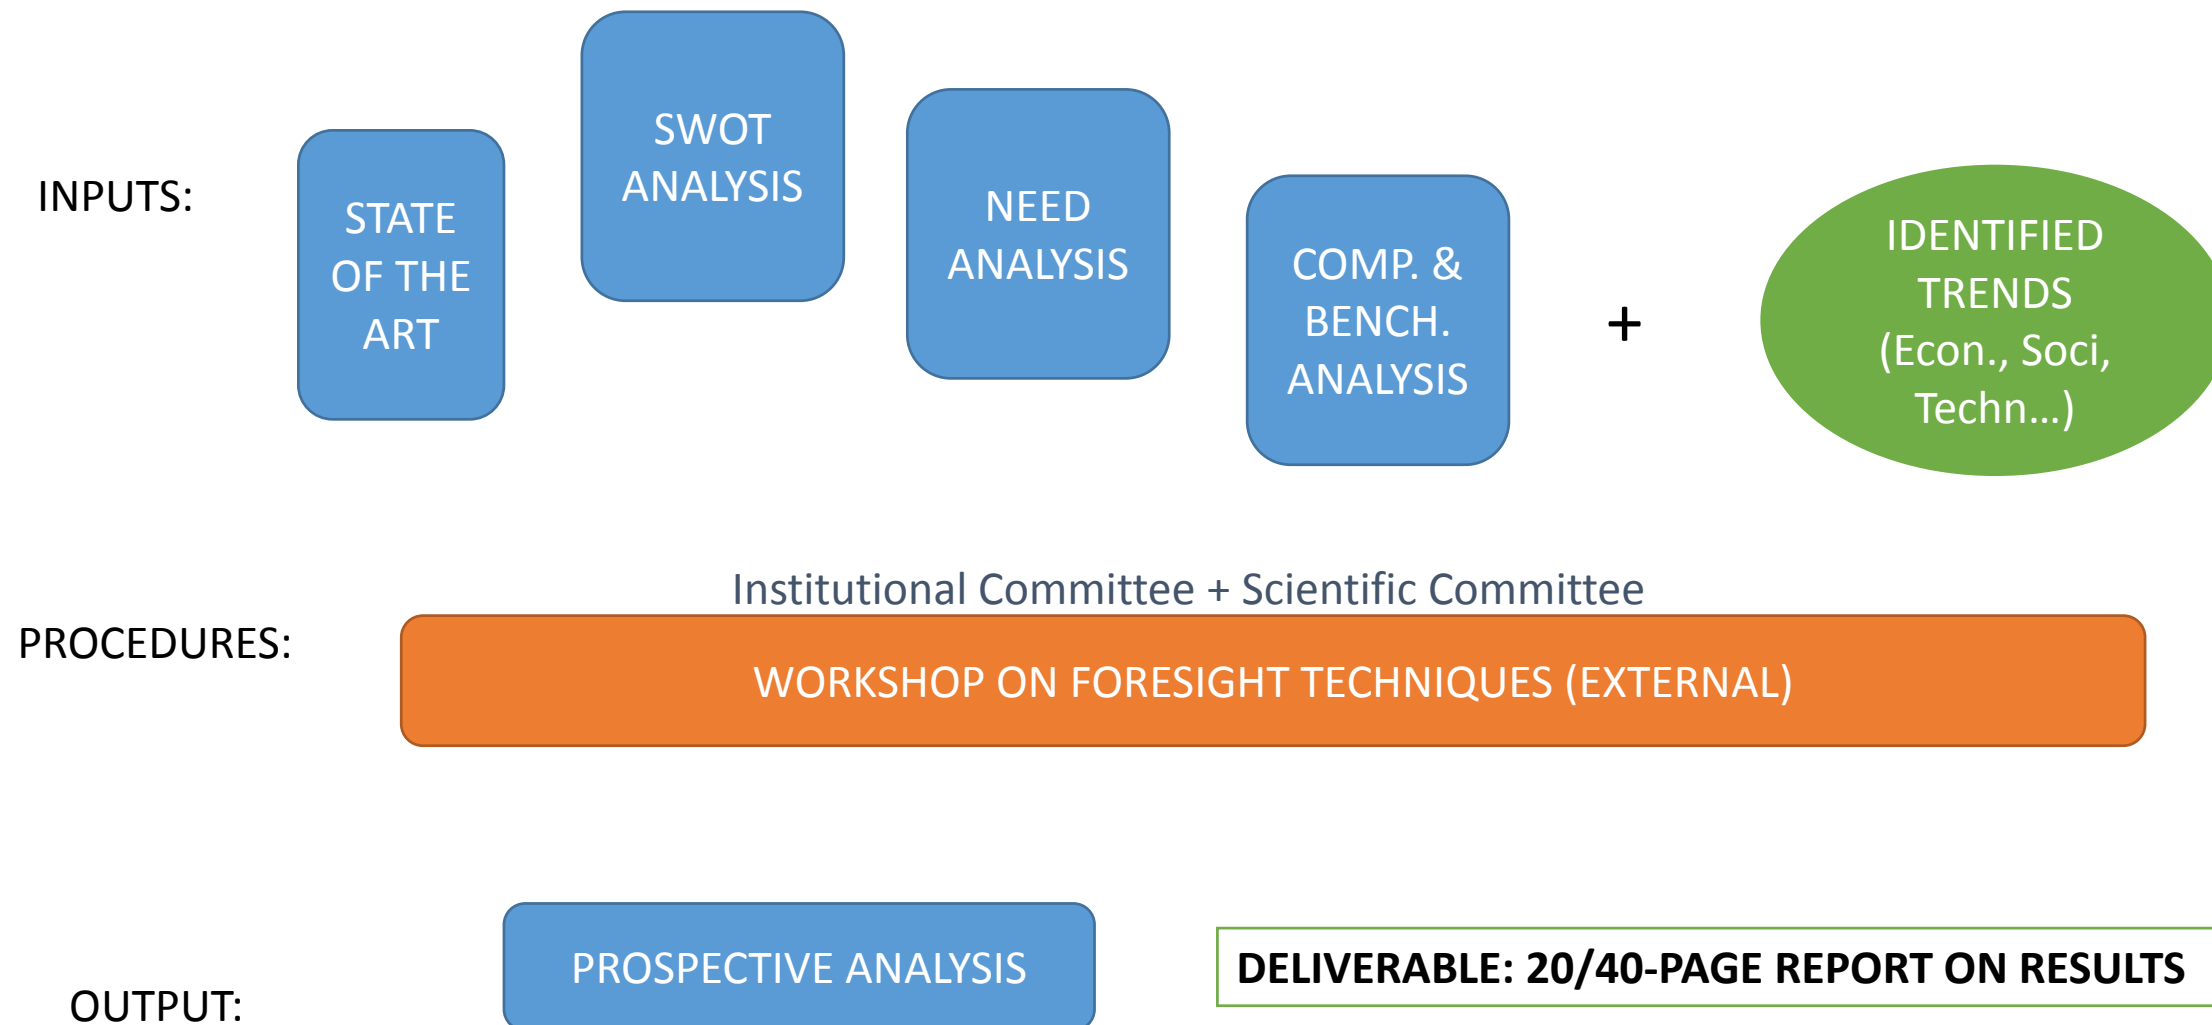 INPUTS:
STATE
OF THE
ART
SWOT
ANALYSIS
NEED
ANALYSIS
COMP. &
BENCH.
ANALYSIS
+
IDENTIFIED
TRENDS
(Econ., Soci,
Techn...)
Institutional Committee + Scientific Committee
PROCEDURES:
WORKSHOP ON FORESIGHT TECHNIQUES (EXTERNAL)
OUTPUT:
PROSPECTIVE ANALYSIS
DELIVERABLE: 20/40-PAGE REPORT ON RESULTS